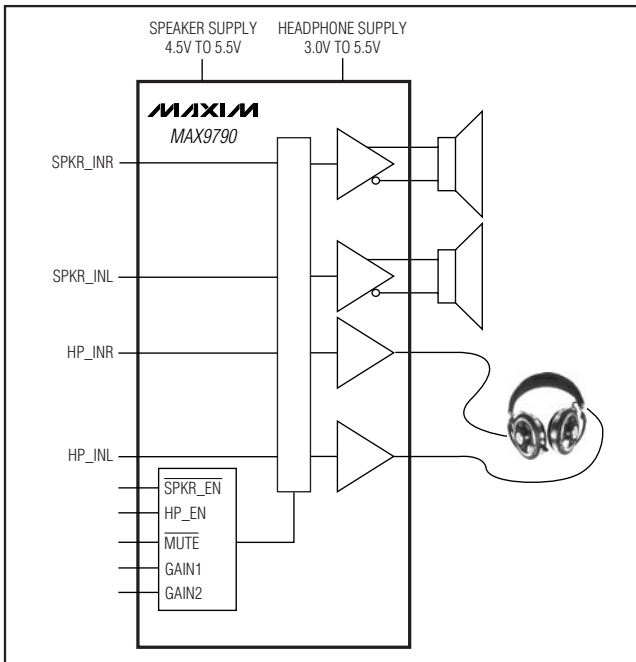 SPEAKER SUPPLY
4.5V TO 5.5V
HEADPHONE SUPPLY
3.0V TO 5.5V
MAXIM
MAX9790
SPKR_INR
SPKR_INL
HP_INR
HP_INL
SPKR_EN
HP_EN
MUTE
GAIN1
GAIN2